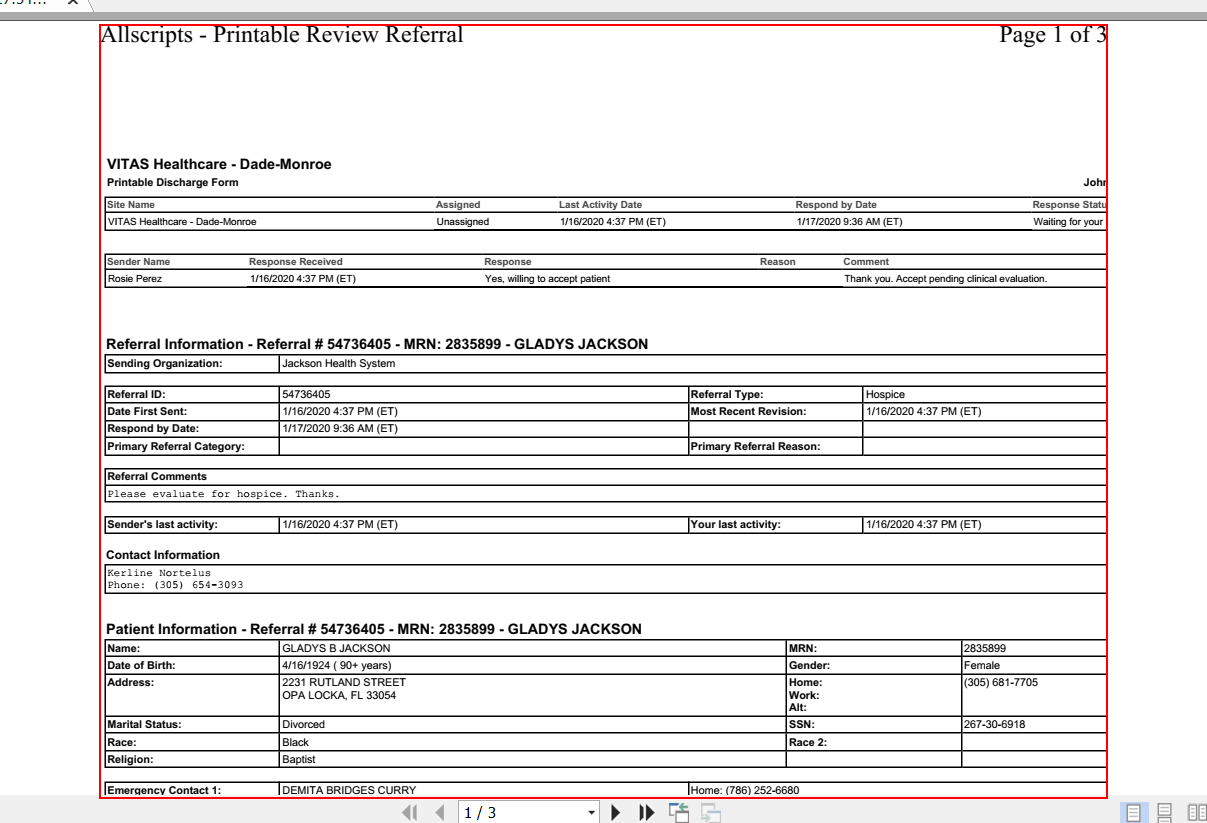 Allscripts - Printable Review Referral Page 1 of 3
VITAS Healthcare - Dade-Monroe
Printable Discharge Form John
Site Name Assigned Last Activity Date Respond by Date Response Statu
VITAS Healthcare - Dade-Monroe Unassigned 1/16/2020 4:37 PM (ET) 1/17/2020 9:36 AM (ET) Waiting for your
Sender Name Response Received Response Reason Comment
Rosie Perez 1/16/2020 4:37 PM (ET) Yes, willing to accept patient Thank you. Accept pending clinical evaluation.
Referral Information - Referral # 54736405 - MRN: 2835899 - GLADYS JACKSON
Sending Organization: Jackson Health System
Referral ID: 54736405 Referral Type: Hospice
Date First Sent: 1/16/2020 4:37 PM (ET) Most Recent Revision: 1/16/2020 4:37 PM (ET)
Respond by Date: 1/17/2020 9:36 AM (ET)
Primary Referral Category: Primary Referral Reason:
Referral Comments
Please evaluate for hospice. Thanks.
Sender's last activity: 1/16/2020 4:37 PM (ET) Your last activity: 1/16/2020 4:37 PM (ET)
Contact Information
Kerline Nortelus
Phone: (305) 654-3093
Patient Information - Referral # 54736405 - MRN: 2835899 - GLADYS JACKSON
Name: GLADYS B JACKSON MRN: 2835899
Date of Birth: 4/16/1924 ( 90+ years) Gender: Female
Address: 2231 RUTLAND STREET Home: (305) 681-7705
OPA LOCKA, FL 33054 Work:
Alt:
Marital Status: Divorced SSN: 267-30-6918
Race: Black Race 2:
Religion: Baptist
Emergency Contact 1: DEMITA BRIDGES CURRY Home: (786) 252-6680
1 / 3